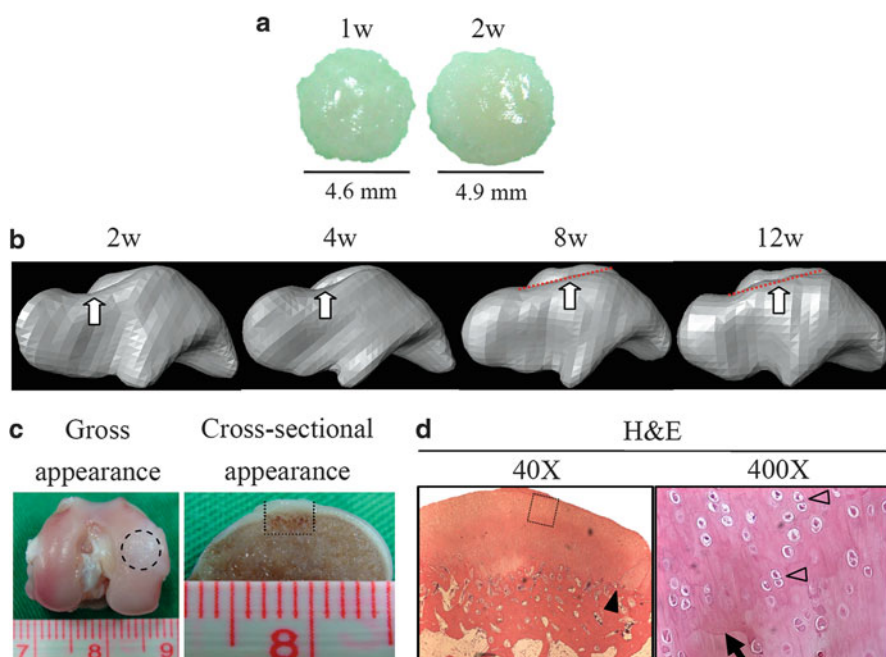 a
1w 2w
4.6 mm 4.9 mm
b
2w 4w 8w 12w
c
Gross appearance
Cross-sectional appearance
7 8 9
8
d
H&E
40X 400X